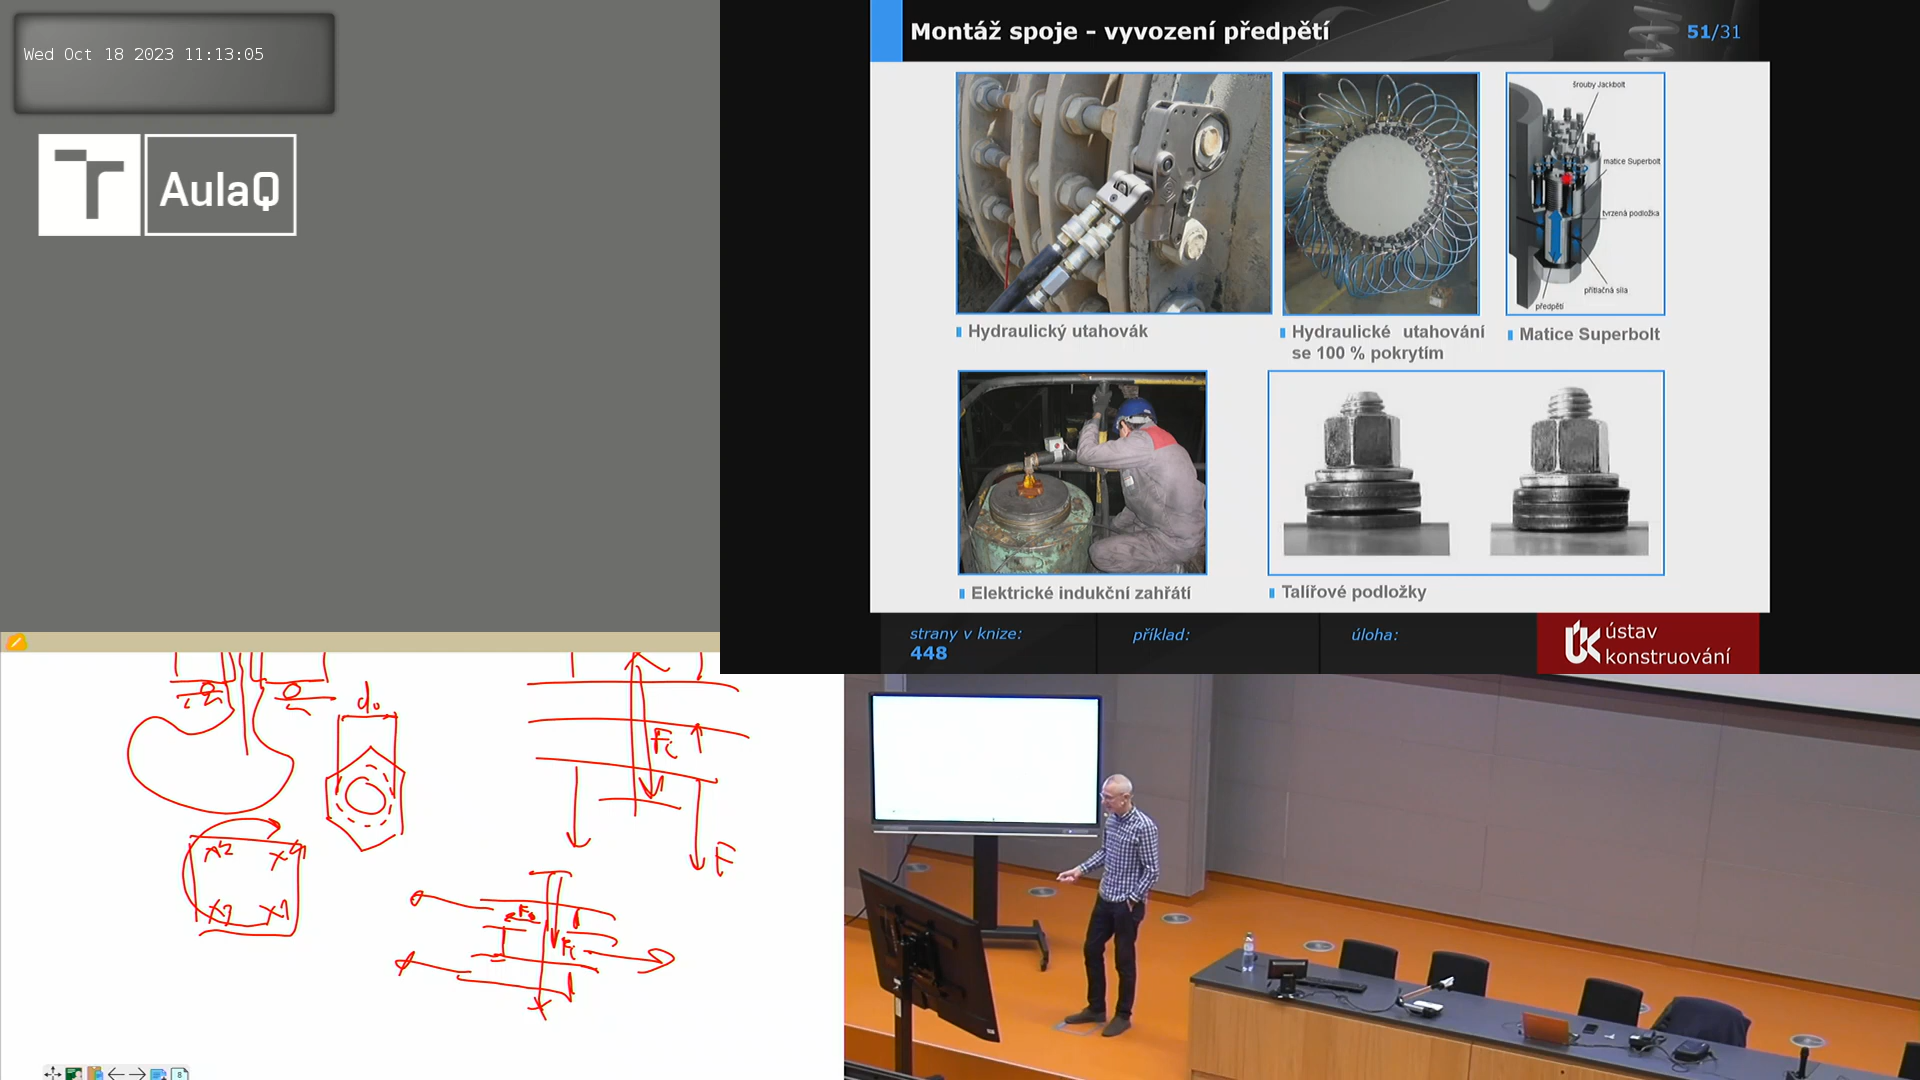 Wed Oct 18 2023 11:13:05
AulaQ
Montáž spoje - vyvození předpětí
51/31
šrouby Jackbolt
matice Superbolt
tvrzená podložka
přítlačná síla
předpětí
Hydraulický utahovák
Hydraulické utahování
se 100 % pokrytím
Matice Superbolt
Elektrické indukční zahřátí
Talířové podložky
strany v knize:
448
příklad:
úloha:
ústav
konstruování
d₀
Fi
F
Fi